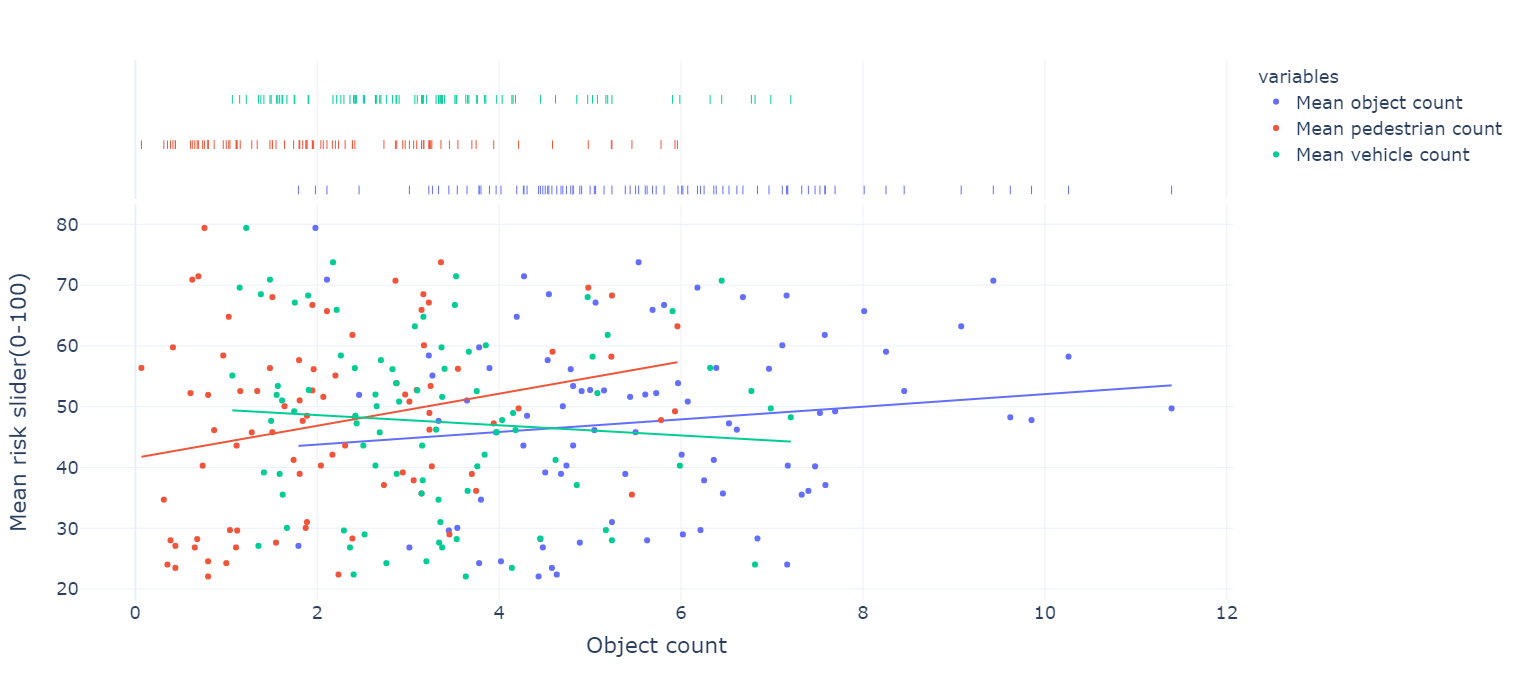 variables
Mean object count
Mean pedestrian count
Mean vehicle count
Mean risk slider(0-100)
80
70
60
50
40
30
20
0 2 4 6 8 10 12
Object count